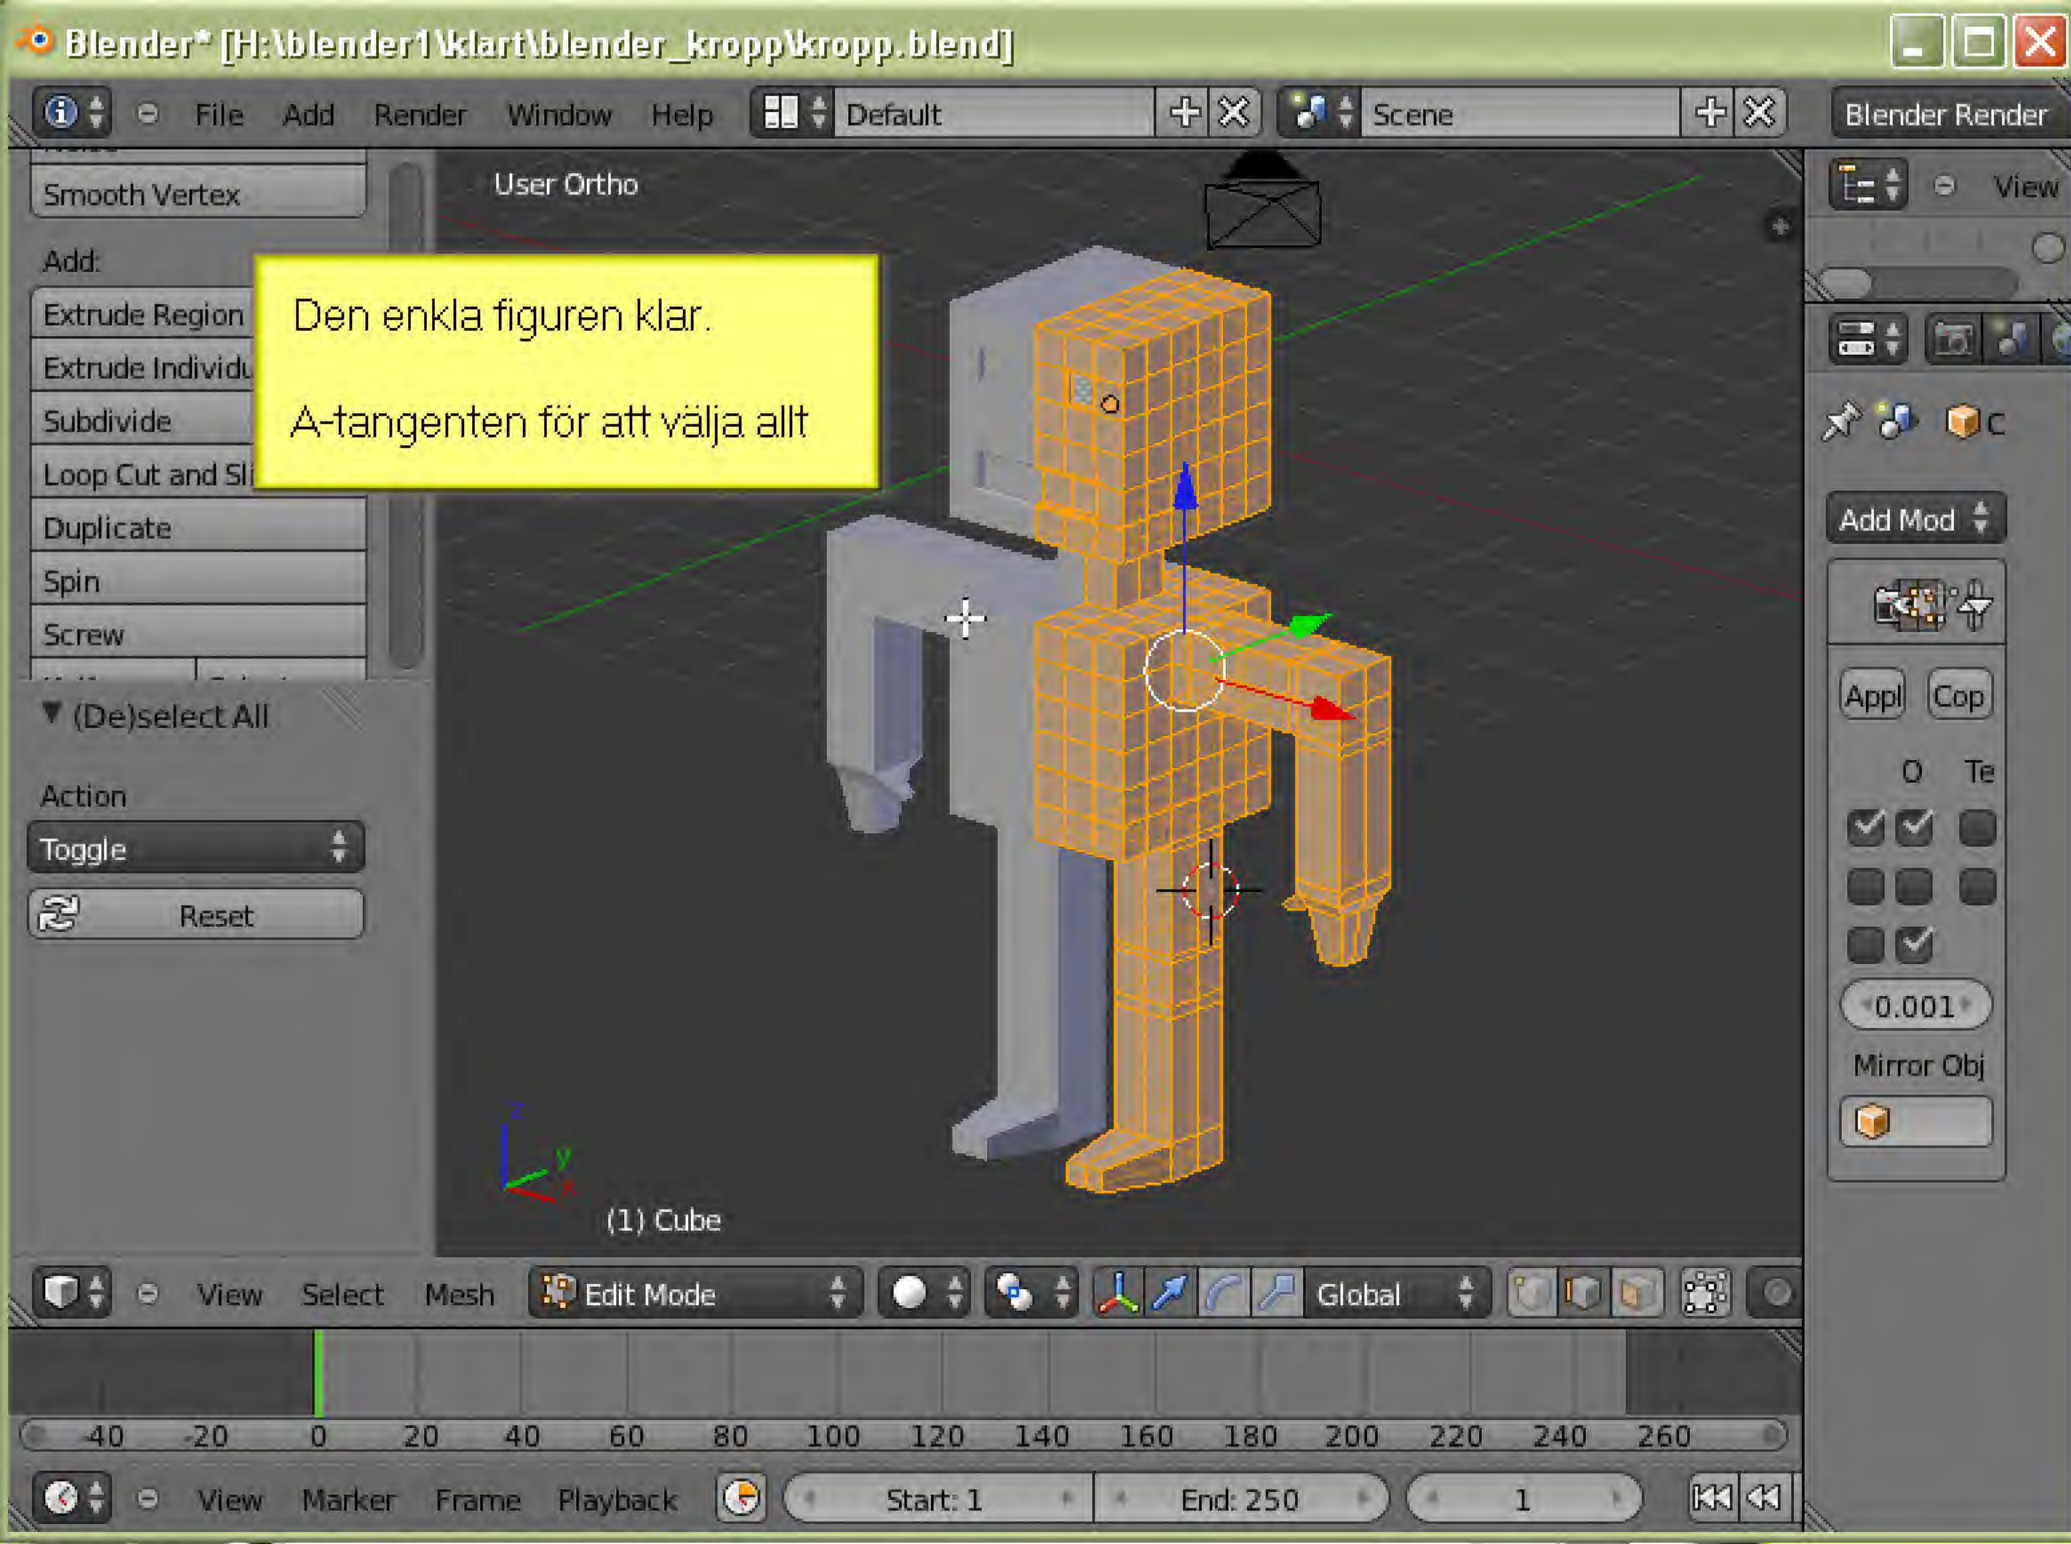 Blender* [H:\blender1\klart\blender_kropp\kropp.blend]
File Add Render Window Help Default Scene Blender Render
Smooth Vertex
User Ortho
View
Add:
Extrude Region
Extrude Individu
Subdivide
Loop Cut and Sli
Duplicate
Spin
Screw
Den enkla figuren klar.
A-tangenten för att välja allt
(De)select All
Action
Toggle
Reset
z
y
x
(1) Cube
C
Add Mod
Appl Cop
O Te
0.001
Mirror Obj
View Select Mesh Edit Mode Global
-40 -20 0 20 40 60 80 100 120 140 160 180 200 220 240 260
View Marker Frame Playback Start: 1 End: 250 1